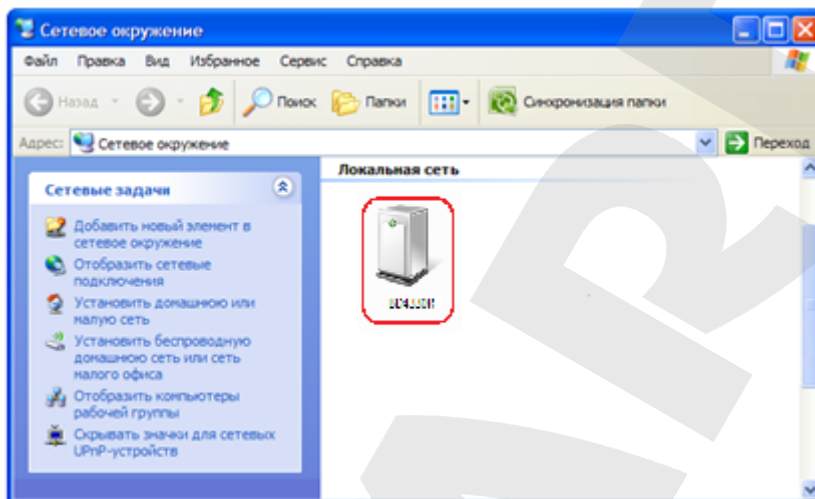 Сетевое окружение
Файл Правка Вид Избранное Сервис Справка
Назад Поиск Папки Синхронизация папки
Адрес: Сетевое окружение Переход
Сетевые задачи
Добавить новый элемент в
сетевое окружение
Отобразить сетевые
подключения
Установить домашнюю или
малую сеть
Установить беспроводную
домашнюю сеть или сеть
малого офиса
Отобразить компьютеры
рабочей группы
Скрывать значки для сетевых
UPnP-устройств
Локальная сеть